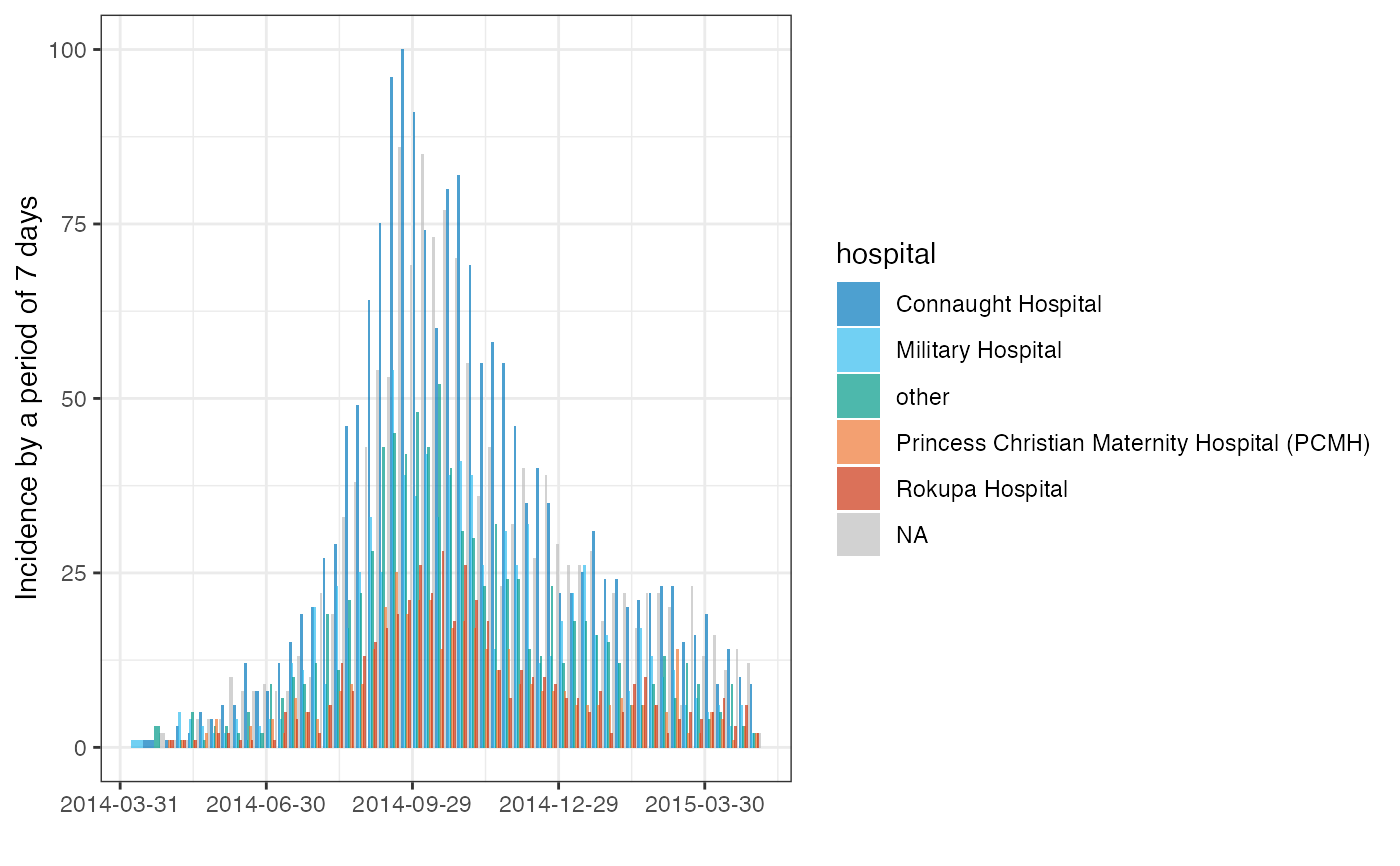 Incidence by a period of 7 days
100
75
50
25
0
2014-03-31
2014-06-30
2014-09-29
2014-12-29
2015-03-30
hospital
Connaught Hospital
Military Hospital
other
Princess Christian Maternity Hospital (PCMH)
Rokupa Hospital
NA